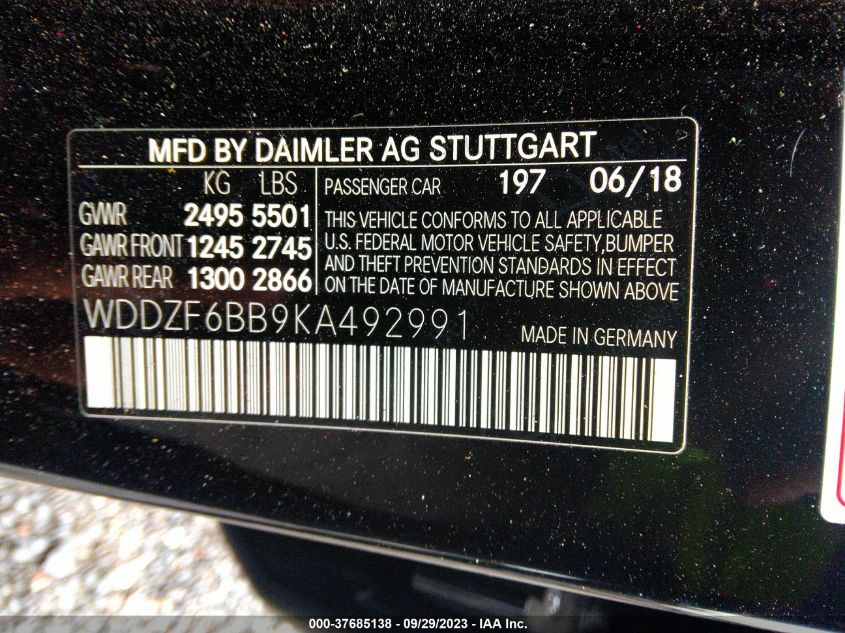 MFD BY DAIMLER AG STUTTGART
KG LBS
GVWR 2495 5501
GAWR FRONT 1245 2745
GAWR REAR 1300 2866
PASSENGER CAR 197 06/18
THIS VEHICLE CONFORMS TO ALL APPLICABLE
U.S. FEDERAL MOTOR VEHICLE SAFETY,BUMPER
AND THEFT PREVENTION STANDARDS IN EFFECT
ON THE DATE OF MANUFACTURE SHOWN ABOVE
WDDZF6BB9KA492991
MADE IN GERMANY
000-37685138 - 09/29/2023 - IAA Inc.